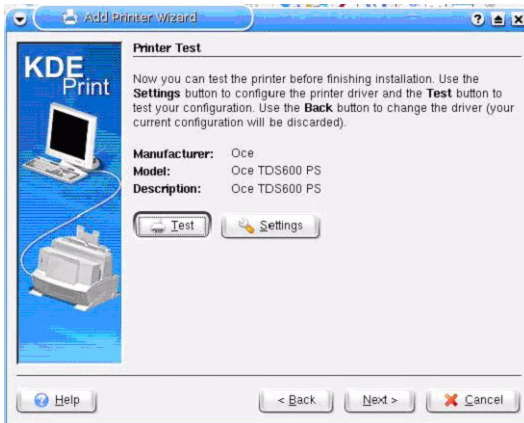 Add Printer Wizard
KDE
Print
Printer Test
Now you can test the printer before finishing installation. Use the
Settings button to configure the printer driver and the Test button to
test your configuration. Use the Back button to change the driver (your
current configuration will be discarded).
Manufacturer: Oce
Model: Oce TDS600 PS
Description: Oce TDS600 PS
Test Settings
Help < Back Next > Cancel